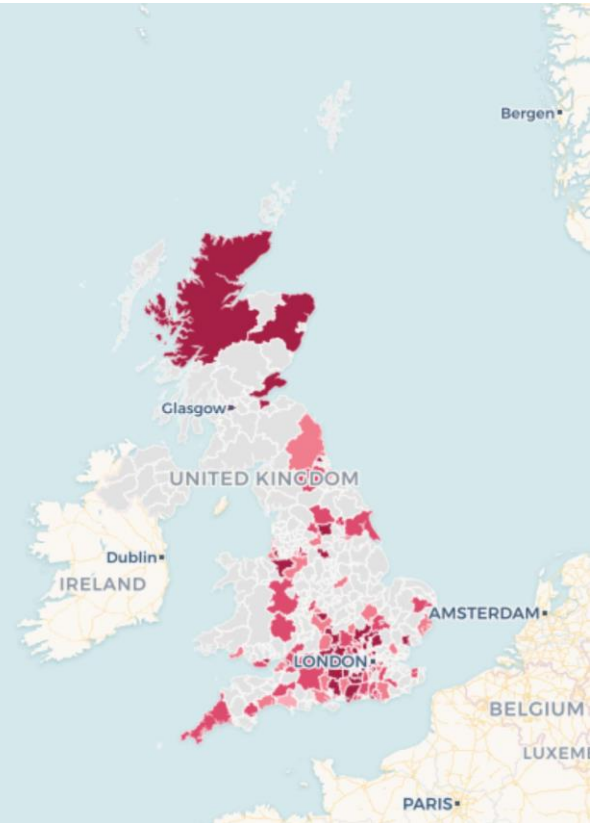 Bergen
Glasgow
UNITED KINGDOM
Dublin
IRELAND
AMSTERDAM
LONDON
BELGIUM
LUXEM
PARIS